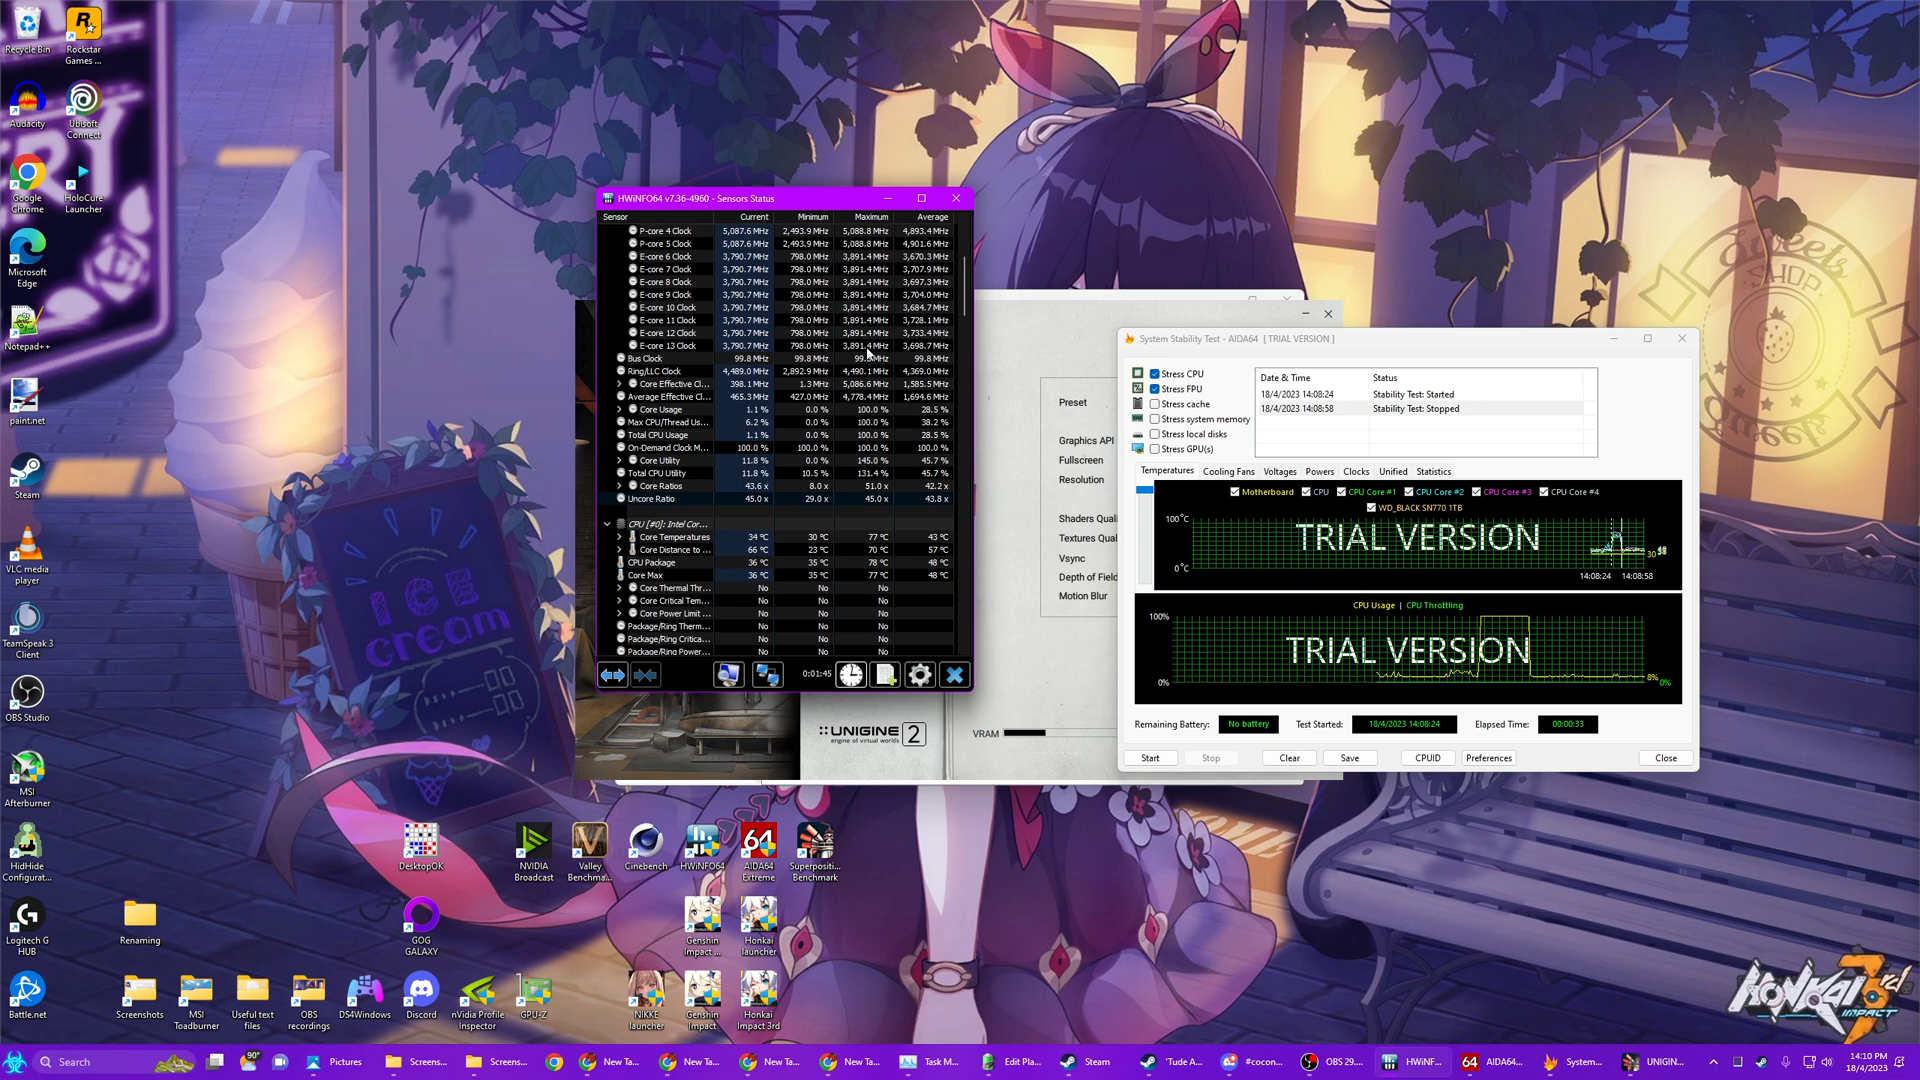 Recycle Bin
Rockstar Games ...
Audacity
Ubisoft Connect
Google Chrome
HoloCure Launcher
Microsoft Edge
Notepad++
paint.net
Steam
VLC media player
TeamSpeak 3 Client
OBS Studio
MSI Afterburner
HidHide Configurat...
Logitech G HUB
Battle.net
Renaming
Screenshots
MSI Toadburner
Useful text files
OBS recordings
DS4Windows
Discord
nVidia Profile Inspector
GPU-Z
DesktopOK
GOG GALAXY
NVIDIA Broadcast
Valley Benchma...
Cinebench
HWiNFO64
AIDA64 Extreme
Superpositi... Benchmark
Genshin Impact ...
Honkai launcher
NIKKE launcher
Genshin Impact
Honkai Impact 3rd
ICE cream
Sweets SHOP
HWiNFO64 v7.36-4960 - Sensors Status
Sensor Current Minimum Maximum Average
P-core 4 Clock 5,087.6 MHz 2,493.9 MHz 5,088.8 MHz 4,893.4 MHz
P-core 5 Clock 5,087.6 MHz 2,493.9 MHz 5,088.8 MHz 4,901.6 MHz
E-core 6 Clock 3,790.7 MHz 798.0 MHz 3,891.4 MHz 3,670.3 MHz
E-core 7 Clock 3,790.7 MHz 798.0 MHz 3,891.4 MHz 3,707.9 MHz
E-core 8 Clock 3,790.7 MHz 798.0 MHz 3,891.4 MHz 3,697.3 MHz
E-core 9 Clock 3,790.7 MHz 798.0 MHz 3,891.4 MHz 3,704.0 MHz
E-core 10 Clock 3,790.7 MHz 798.0 MHz 3,891.4 MHz 3,684.7 MHz
E-core 11 Clock 3,790.7 MHz 798.0 MHz 3,891.4 MHz 3,728.1 MHz
E-core 12 Clock 3,790.7 MHz 798.0 MHz 3,891.4 MHz 3,733.4 MHz
E-core 13 Clock 3,790.7 MHz 798.0 MHz 3,891.4 MHz 3,698.7 MHz
Bus Clock 99.8 MHz 99.8 MHz 99.8 MHz 99.8 MHz
Ring/LLC Clock 4,489.0 MHz 2,892.9 MHz 4,490.1 MHz 4,369.0 MHz
Core Effective Cl... 398.1 MHz 1.3 MHz 5,086.6 MHz 1,585.5 MHz
Average Effective Cl... 465.3 MHz 427.0 MHz 4,778.4 MHz 1,694.6 MHz
Core Usage 1.1 % 0.0 % 100.0 % 28.5 %
Max CPU/Thread Us... 6.2 % 0.0 % 100.0 % 38.2 %
Total CPU Usage 1.1 % 0.0 % 100.0 % 28.5 %
On-Demand Clock M... 100.0 % 100.0 % 100.0 % 100.0 %
Core Utility 11.8 % 0.0 % 145.0 % 45.7 %
Total CPU Utility 11.8 % 10.5 % 131.4 % 45.7 %
Core Ratios 43.6 x 8.0 x 51.0 x 42.2 x
Uncore Ratio 45.0 x 29.0 x 45.0 x 43.8 x
CPU [#0]: Intel Cor...
Core Temperatures 34 °C 30 °C 77 °C 43 °C
Core Distance to ... 66 °C 23 °C 70 °C 57 °C
CPU Package 36 °C 35 °C 78 °C 48 °C
Core Max 36 °C 35 °C 77 °C 48 °C
Core Thermal Thr... No No No
Core Critical Tem... No No No
Core Power Limit ... No No No
Package/Ring Therm... No No No
Package/Ring Critica... No No No
Package/Ring Power... No No No
0:01:45
UNIGINE 2
engine of virtual worlds
VRAM
Preset
Graphics API
Fullscreen
Resolution
Shaders Quali
Textures Qual
Vsync
Depth of Field
Motion Blur
System Stability Test - AIDA64 [ TRIAL VERSION ]
Stress CPU
Stress FPU
Stress cache
Stress system memory
Stress local disks
Stress GPU(s)
Date & Time Status
18/4/2023 14:08:24 Stability Test: Started
18/4/2023 14:08:58 Stability Test: Stopped
Temperatures Cooling Fans Voltages Powers Clocks Unified Statistics
Motherboard CPU CPU Core #1 CPU Core #2 CPU Core #3 CPU Core #4
WD_BLACK SN770 1TB
100°C
TRIAL VERSION
0°C
30
14:08:24 14:08:58
CPU Usage | CPU Throttling
100%
TRIAL VERSION
0%
8% 0%
Remaining Battery: No battery Test Started: 18/4/2023 14:08:24 Elapsed Time: 00:00:33
Start Stop Clear Save CPUID Preferences Close
HONKAI 3rd IMPACT
Search
90°
Pictures
Screens...
Screens...
New Ta...
New Ta...
New Ta...
New Ta...
Task M...
Edit Pla...
Steam
'Tude A...
#cocon...
OBS 29....
HWiNF...
AIDA64...
System...
UNIGIN...
14:10 PM
18/4/2023